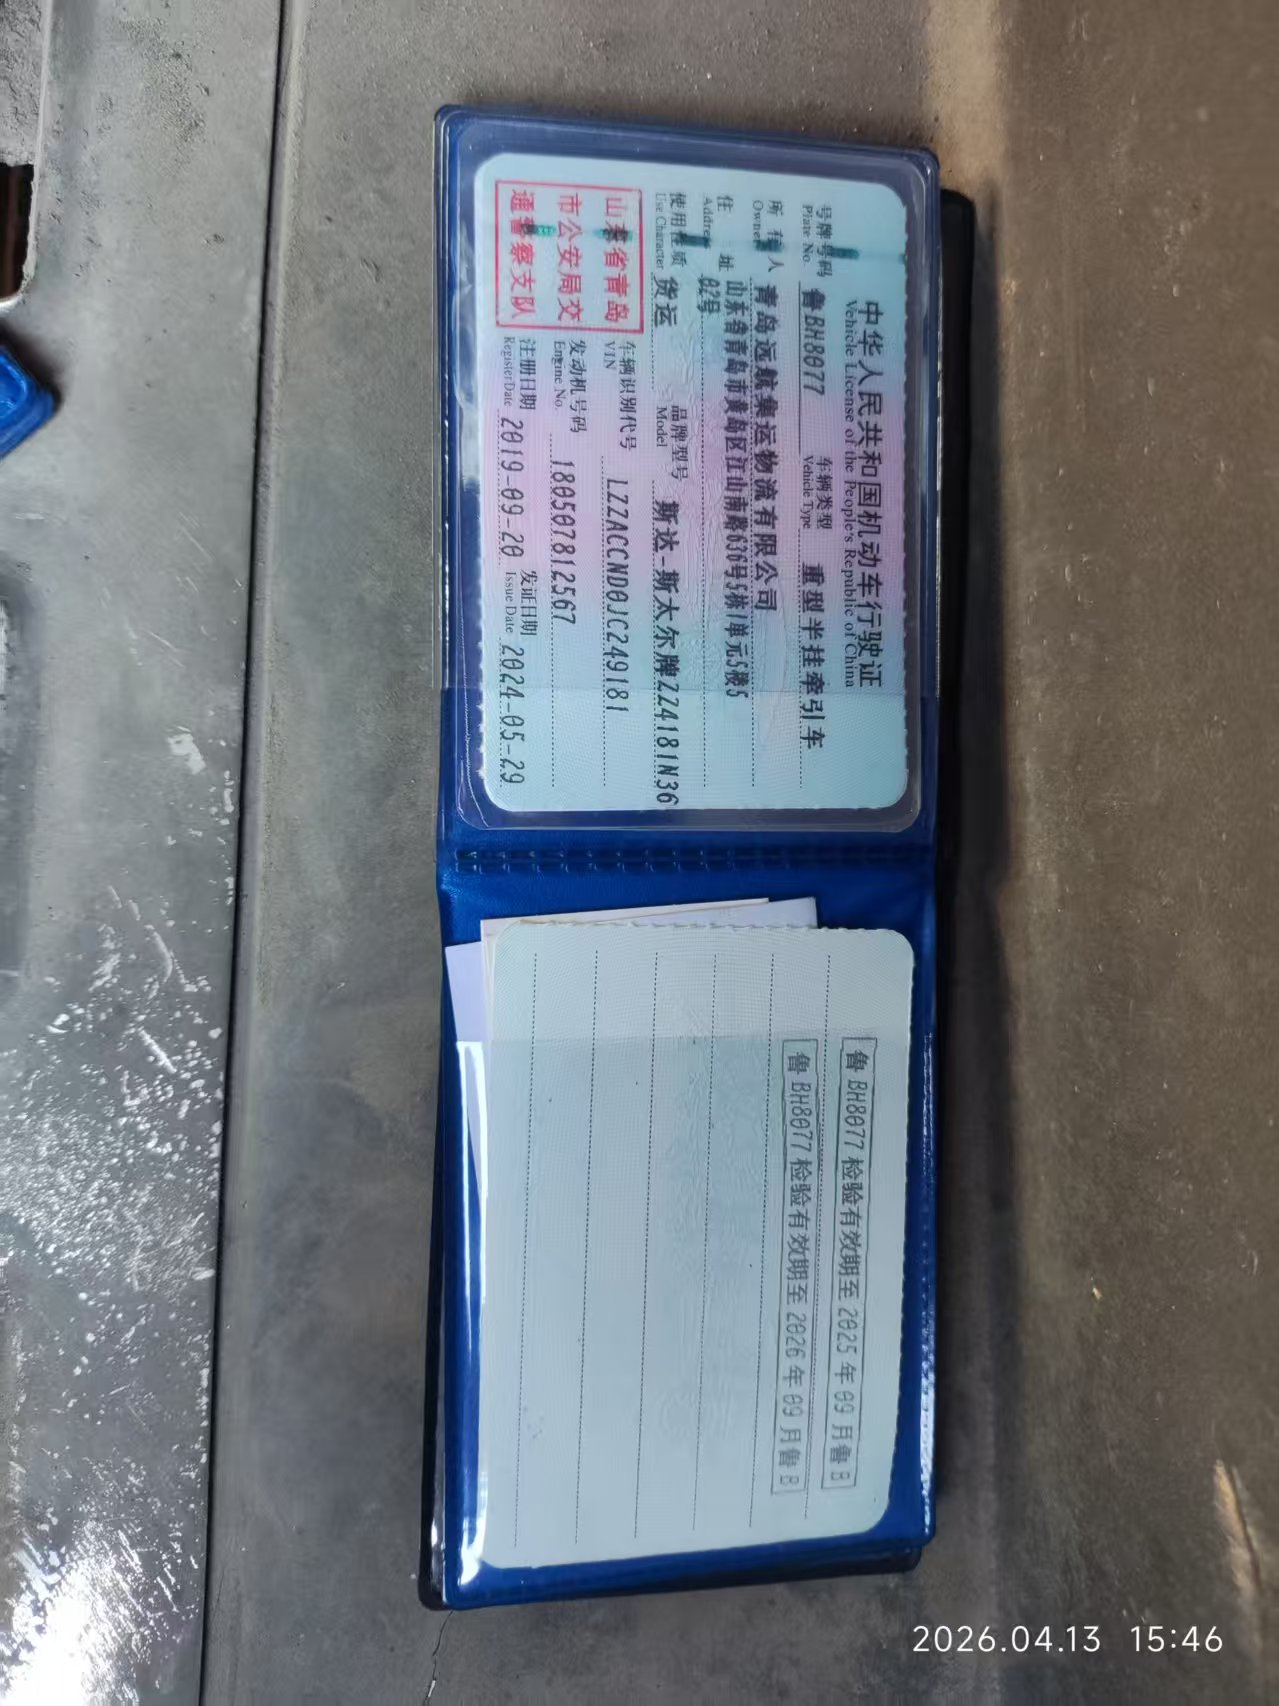 中华人民共和国机动车行驶证
Vehicle License of the People's Republic of China
号牌号码 鲁BH8077 车辆类型 重型半挂牵引车
Plate No. Vehicle Type
所有人 青岛远航集运物流有限公司
Owner
住址 山东省青岛市黄岛区江山南路636号5栋1单元5层5
Address 02号
使用性质 货运 品牌型号 斯达-斯太尔牌ZZ4181N36
Use Character Model
山东省青岛
市公安局交
通警察支队
车辆识别代号 LZZACCND0JC249181
VIN
发动机号码 180507812567
Engine No.
注册日期 2019-09-20 发证日期 2024-05-29
Register Date Issue Date
鲁BH8077检验有效期至2025年09月鲁B
鲁BH8077检验有效期至2026年09月鲁B
2026.04.13 15:46